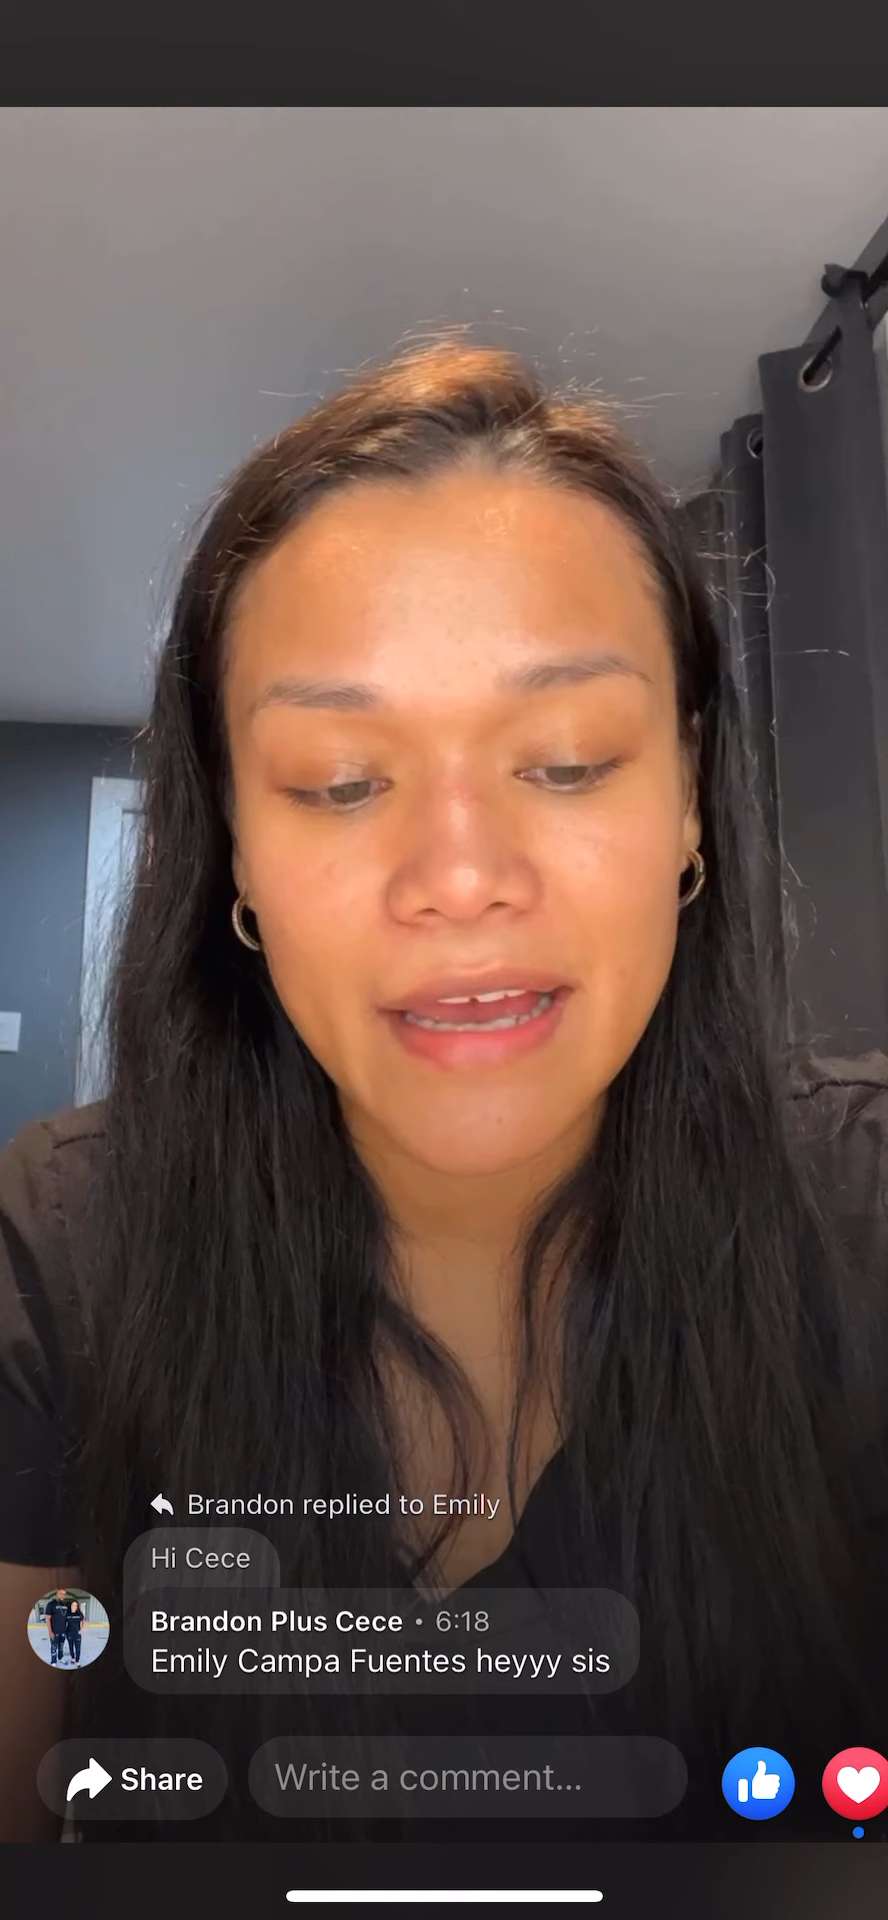 Brandon replied to Emily
Hi Cece
Brandon Plus Cece • 6:18
Emily Campa Fuentes heyyy sis
Share
Write a comment...